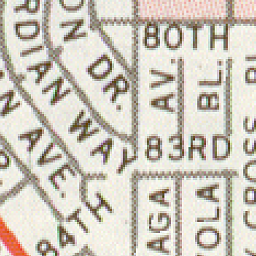 80TH
ON DR.
RDIAN WAY
N AVE.
AV.
BL.
83RD
84TH
AGA
OLA
CROSS